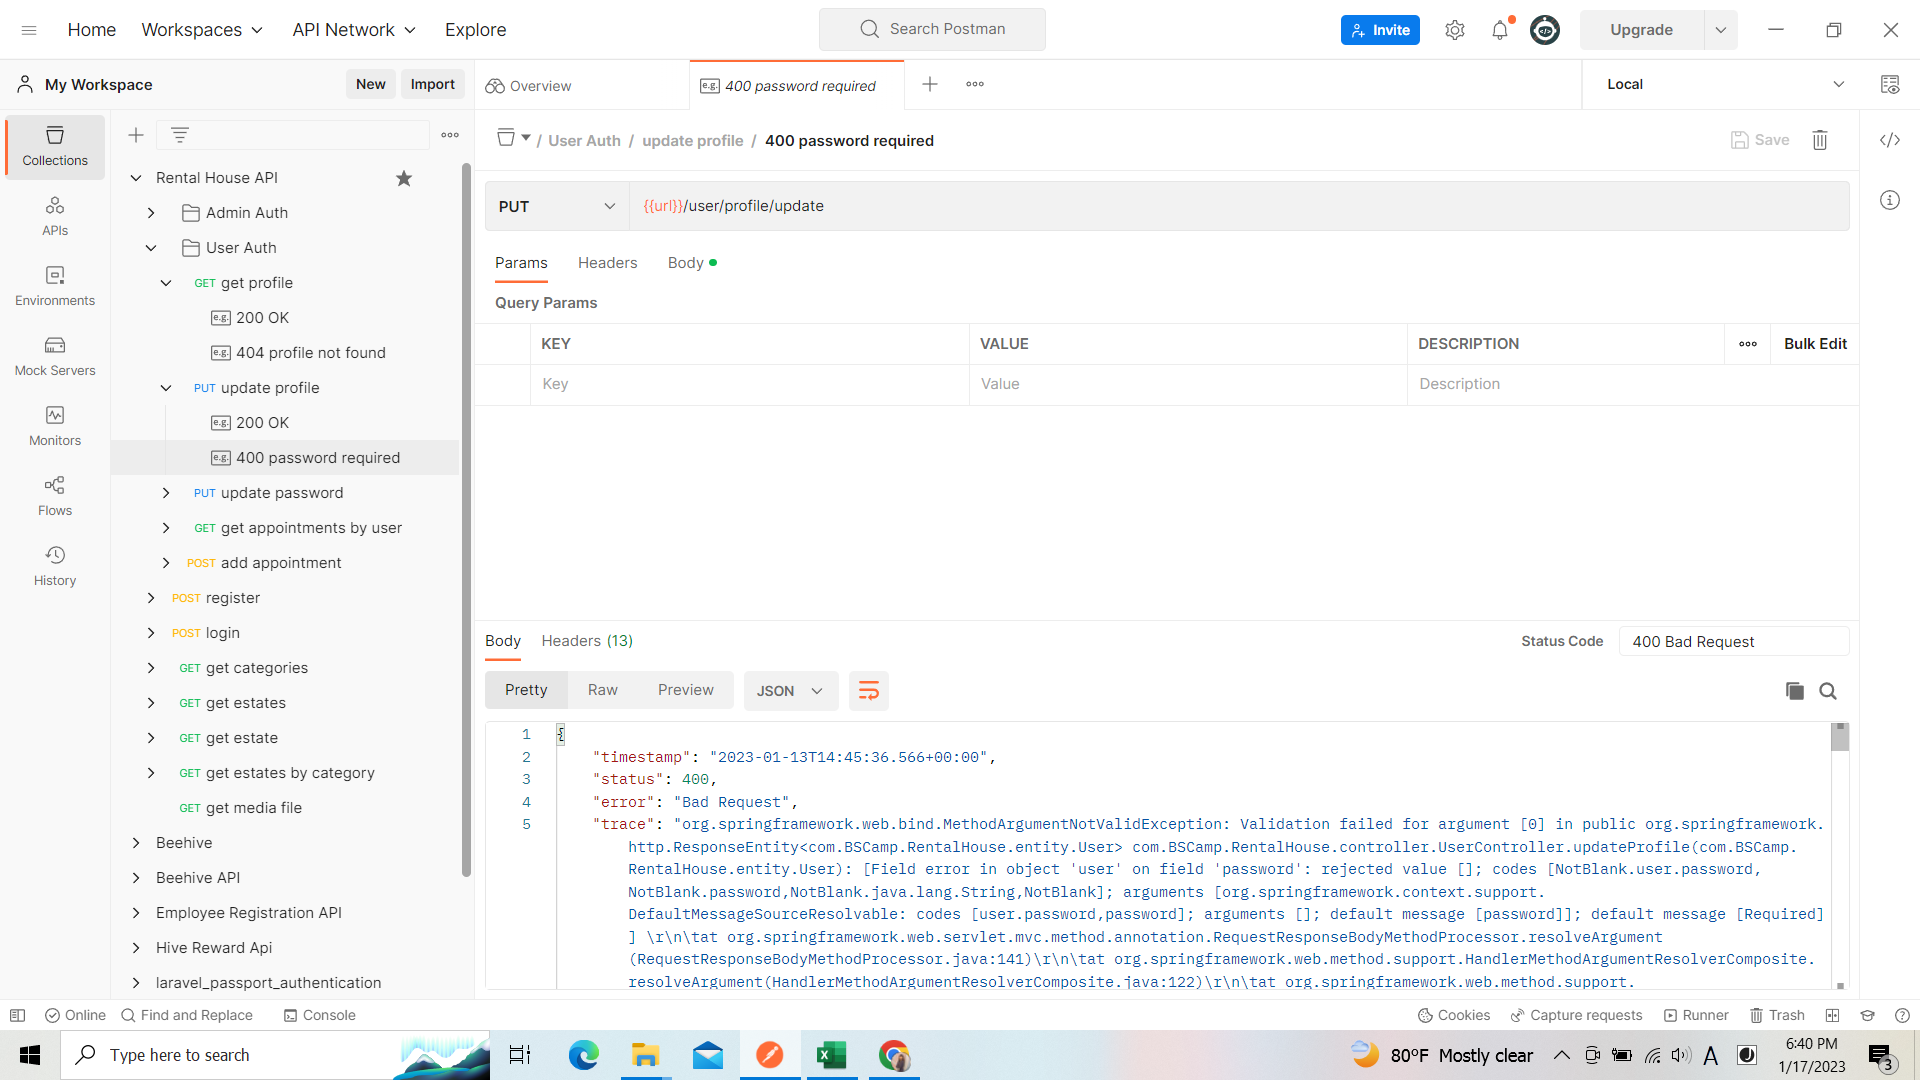 Home Workspaces API Network Explore Search Postman Invite Upgrade
My Workspace New Import Overview e.g. 400 password required Local
Collections
APIs
Environments
Mock Servers
Monitors
Flows
History
Rental House API
Admin Auth
User Auth
GET get profile
e.g. 200 OK
e.g. 404 profile not found
PUT update profile
e.g. 200 OK
e.g. 400 password required
PUT update password
GET get appointments by user
POST add appointment
POST register
POST login
GET get categories
GET get estates
GET get estate
GET get estates by category
GET get media file
Beehive
Beehive API
Employee Registration API
Hive Reward Api
laravel_passport_authentication
/ User Auth / update profile / 400 password required Save
PUT {{url}}/user/profile/update
Params Headers Body
Query Params
KEY VALUE DESCRIPTION Bulk Edit
Key Value Description
Body Headers (13) Status Code 400 Bad Request
Pretty Raw Preview JSON
1 {
2 "timestamp": "2023-01-13T14:45:36.566+00:00",
3 "status": 400,
4 "error": "Bad Request",
5 "trace": "org.springframework.web.bind.MethodArgumentNotValidException: Validation failed for argument [0] in public org.springframework.
http.ResponseEntity<com.BSCamp.RentalHouse.entity.User> com.BSCamp.RentalHouse.controller.UserController.updateProfile(com.BSCamp.
RentalHouse.entity.User): [Field error in object 'user' on field 'password': rejected value []; codes [NotBlank.user.password,
NotBlank.password,NotBlank.java.lang.String,NotBlank]; arguments [org.springframework.context.support.
DefaultMessageSourceResolvable: codes [user.password,password]; arguments []; default message [password]]; default message [Required]
] \r\n\tat org.springframework.web.servlet.mvc.method.annotation.RequestResponseBodyMethodProcessor.resolveArgument
(RequestResponseBodyMethodProcessor.java:141)\r\n\tat org.springframework.web.method.support.HandlerMethodArgumentResolverComposite.
resolveArgument(HandlerMethodArgumentResolverComposite.java:122)\r\n\tat org.springframework.web.method.support.
Online Find and Replace Console Cookies Capture requests Runner Trash
Type here to search 80°F Mostly clear A 6:40 PM
1/17/2023 3